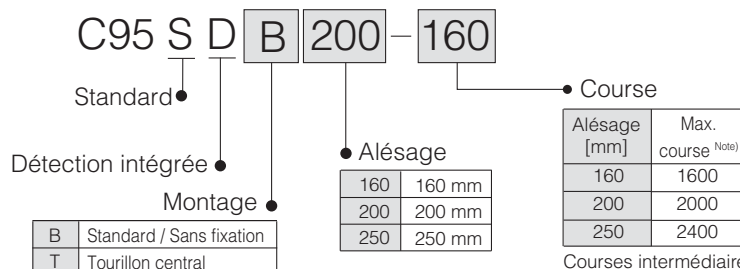 C95 S D B 200 - 160
Standard
Détection intégrée
Montage
B Standard / Sans fixation
T Tourillon central
Alésage
160 160 mm
200 200 mm
250 250 mm
Course
Alésage [mm] Max. course Note)
160 1600
200 2000
250 2400
Courses intermédiaire